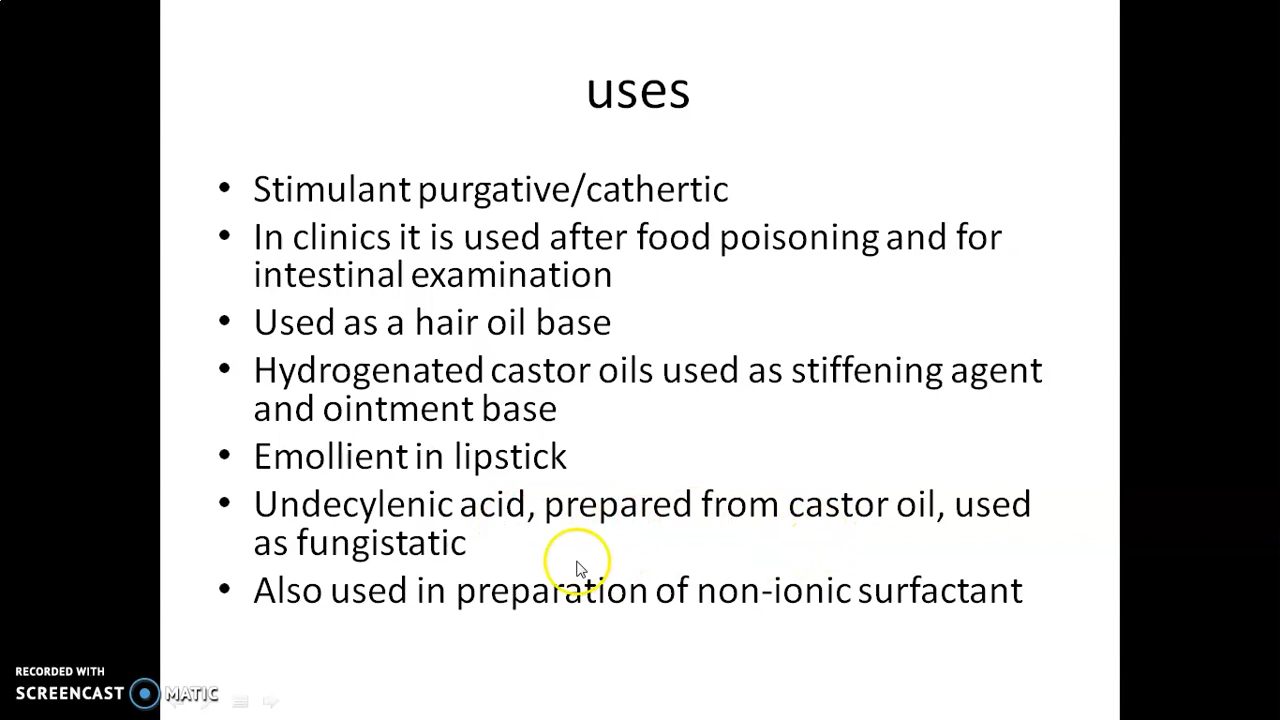 uses
• Stimulant purgative/cathertic
• In clinics it is used after food poisoning and for
intestinal examination
• Used as a hair oil base
• Hydrogenated castor oils used as stiffening agent
and ointment base
• Emollient in lipstick
• Undecylenic acid, prepared from castor oil, used
as fungistatic
• Also used in preparation of non-ionic surfactant
RECORDED WITH
SCREENCAST MATIC